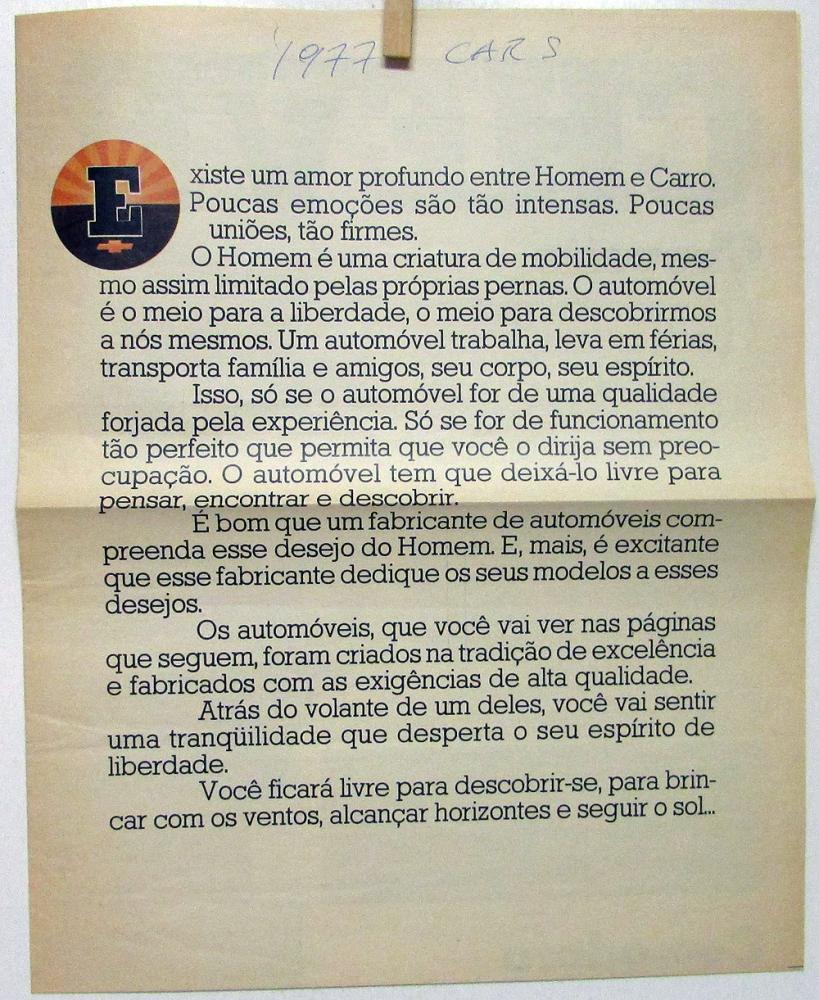 1977 CARS
Existe um amor profundo entre Homem e Carro.
Poucas emoções são tão intensas. Poucas
uniões, tão firmes.
O Homem é uma criatura de mobilidade, mes-
mo assim limitado pelas próprias pernas. O automóvel
é o meio para a liberdade, o meio para descobrirmos
a nós mesmos. Um automóvel trabalha, leva em férias,
transporta família e amigos, seu corpo, seu espírito.
Isso, só se o automóvel for de uma qualidade
forjada pela experiência. Só se for de funcionamento
tão perfeito que permita que você o dirija sem preo-
cupação. O automóvel tem que deixá-lo livre para
pensar, encontrar e descobrir.
É bom que um fabricante de automóveis com-
preenda esse desejo do Homem. E, mais, é excitante
que esse fabricante dedique os seus modelos a esses
desejos.
Os automóveis, que você vai ver nas páginas
que seguem, foram criados na tradição de excelência
e fabricados com as exigências de alta qualidade.
Atrás do volante de um deles, você vai sentir
uma tranqüilidade que desperta o seu espírito de
liberdade.
Você ficará livre para descobrir-se, para brin-
car com os ventos, alcançar horizontes e seguir o sol...